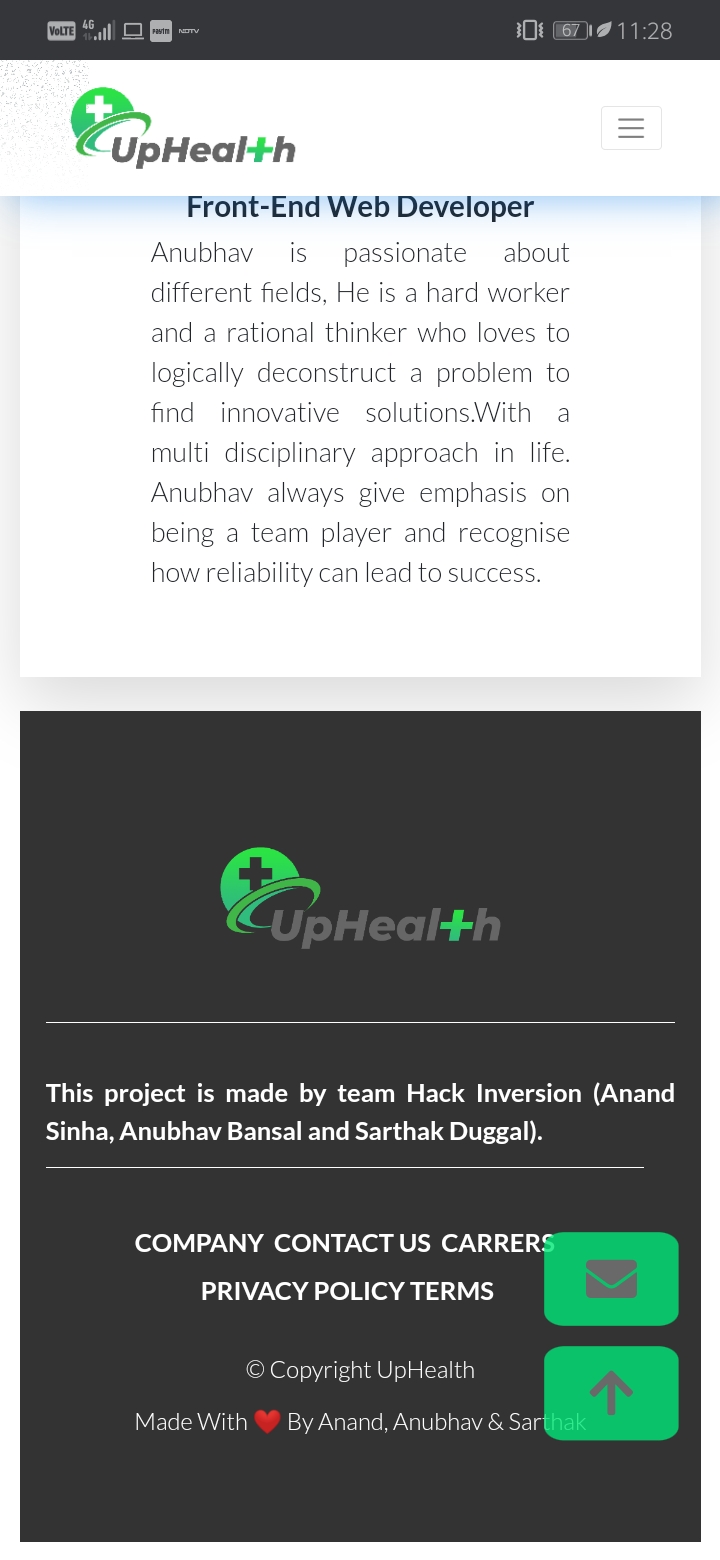 VoLTE 4G Paytm NDTV 67 11:28
UpHealth
Front-End Web Developer
Anubhav is passionate about
different fields, He is a hard worker
and a rational thinker who loves to
logically deconstruct a problem to
find innovative solutions.With a
multi disciplinary approach in life.
Anubhav always give emphasis on
being a team player and recognise
how reliability can lead to success.
UpHealth
This project is made by team Hack Inversion (Anand
Sinha, Anubhav Bansal and Sarthak Duggal).
COMPANY CONTACT US CARRERS
PRIVACY POLICY TERMS
© Copyright UpHealth
Made With ❤️ By Anand, Anubhav & Sarthak